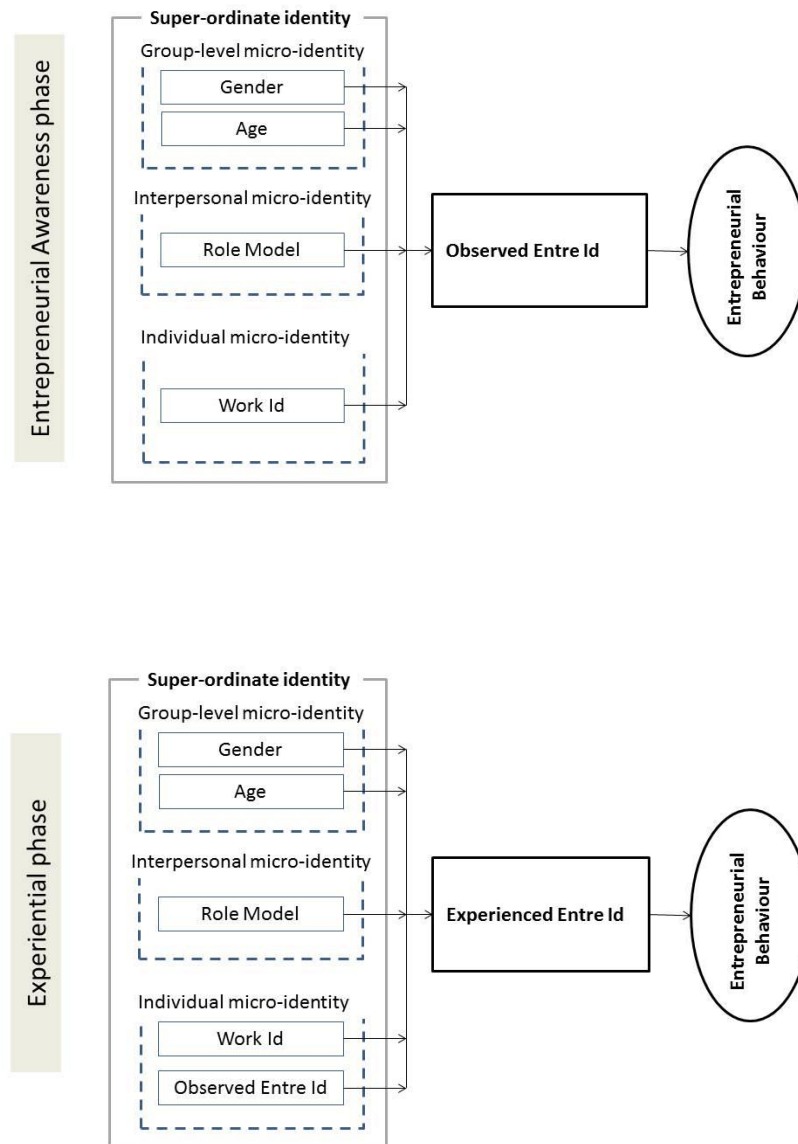 Entrepreneurial Awareness phase
Super-ordinate identity
Group-level micro-identity
Gender
Age
Interpersonal micro-identity
Role Model
Individual micro-identity
Work Id
Observed Entre Id
Entrepreneurial
Behaviour
Experiential phase
Super-ordinate identity
Group-level micro-identity
Gender
Age
Interpersonal micro-identity
Role Model
Individual micro-identity
Work Id
Observed Entre Id
Experienced Entre Id
Entrepreneurial
Behaviour